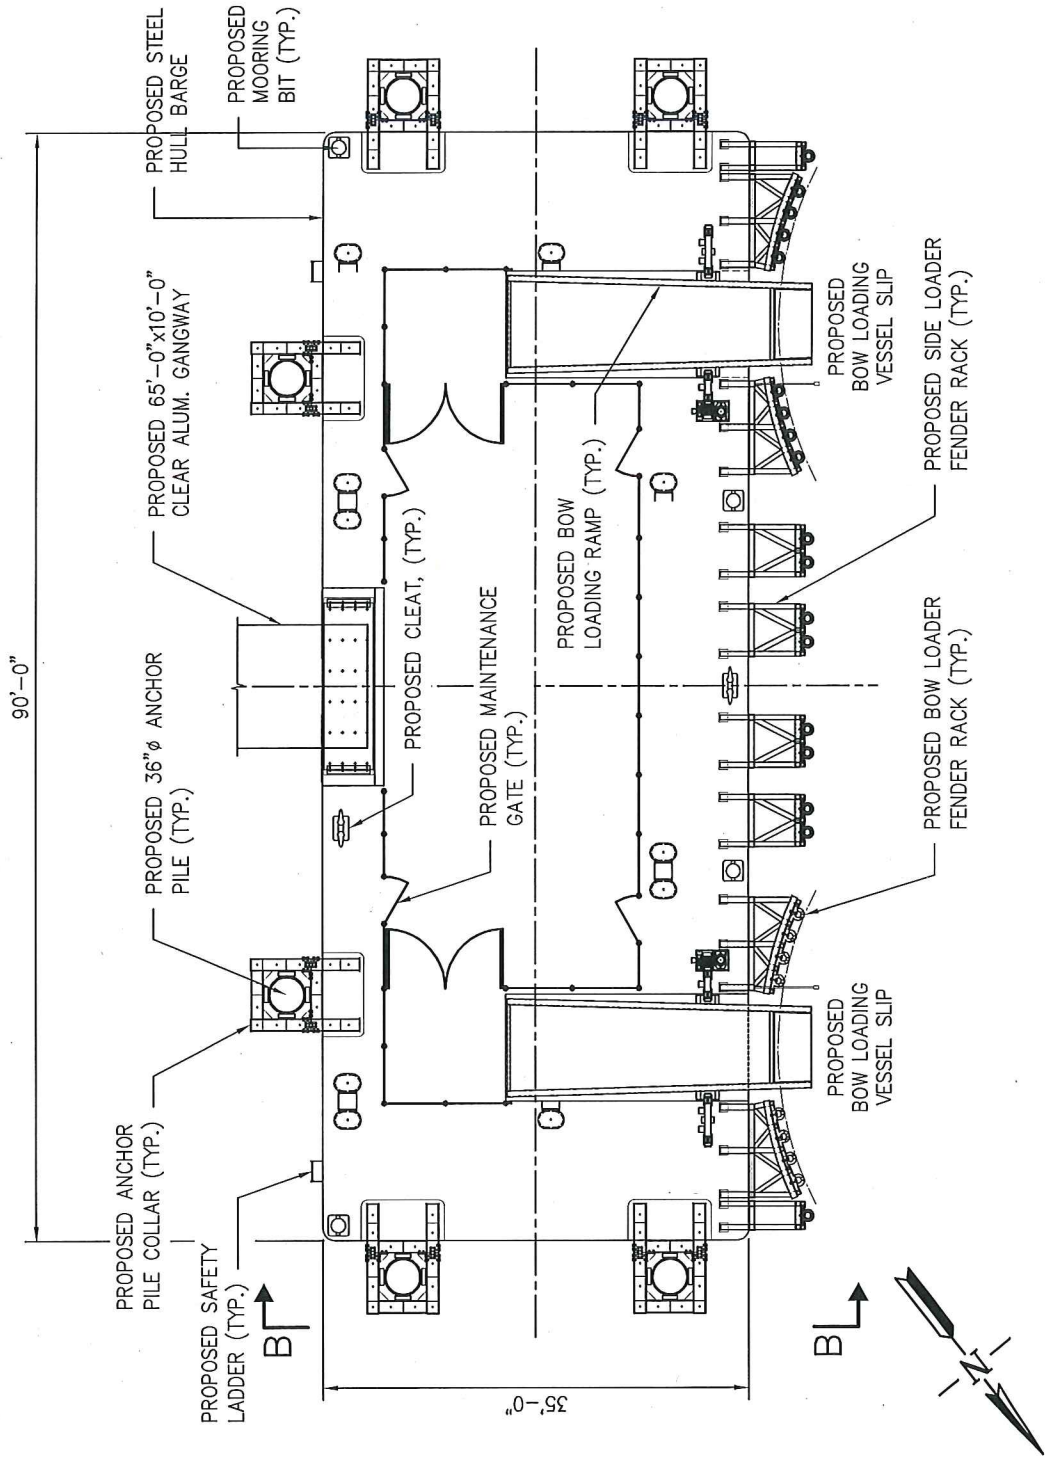 90'-0"
PROPOSED ANCHOR
PILE COLLAR (TYP.)
PROPOSED 36"ø ANCHOR
PILE (TYP.)
PROPOSED 65'-0"x10'-0"
CLEAR ALUM. GANGWAY
PROPOSED STEEL
HULL BARGE
PROPOSED
MOORING
BIT (TYP.)
PROPOSED SAFETY
LADDER (TYP.)
PROPOSED CLEAT, (TYP.)
PROPOSED MAINTENANCE
GATE (TYP.)
PROPOSED BOW
LOADING RAMP (TYP.)
B
35'-0"
B
PROPOSED
BOW LOADING
VESSEL SLIP
PROPOSED
BOW LOADING
VESSEL SLIP
PROPOSED BOW LOADER
FENDER RACK (TYP.)
PROPOSED SIDE LOADER
FENDER RACK (TYP.)
N